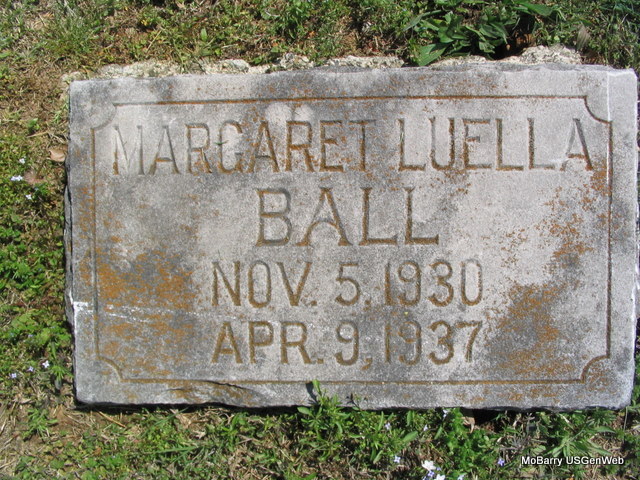 MARGARET LUELLA
BALL
NOV. 5, 1930
APR. 9, 1937
MoBarry USGenWeb